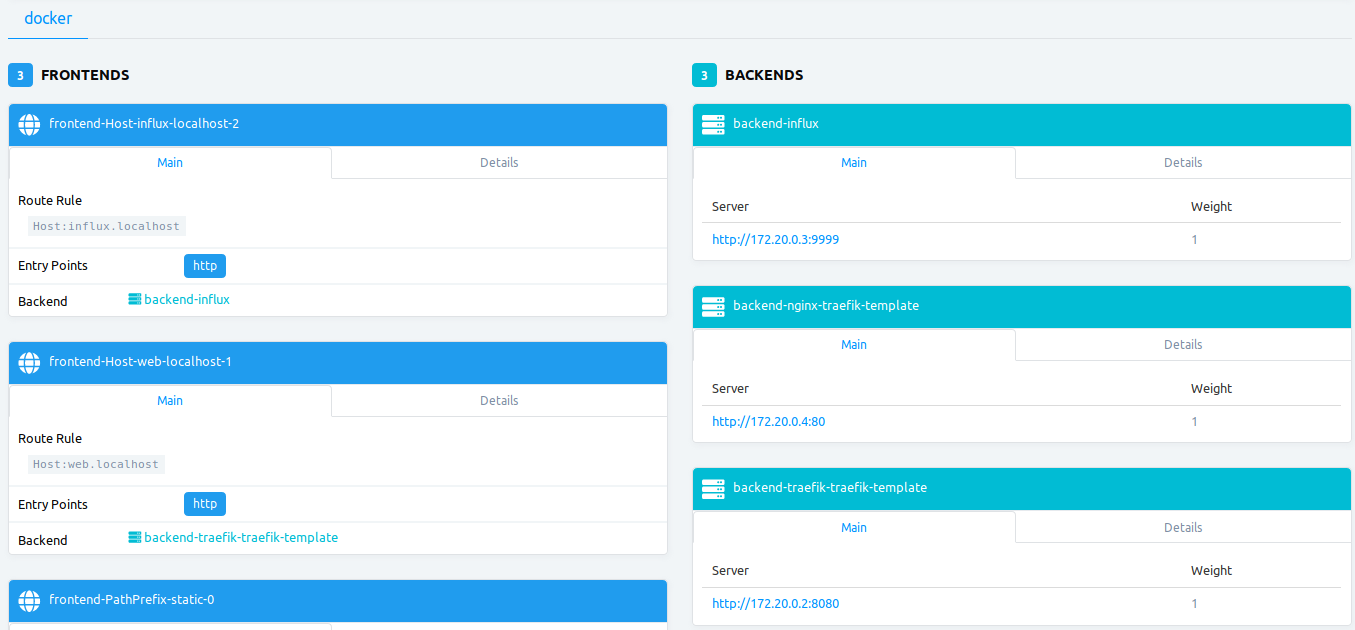 docker
3 FRONTENDS
frontend-Host-influx-localhost-2
Main Details
Route Rule
Host:influx.localhost
Entry Points http
Backend backend-influx
frontend-Host-web-localhost-1
Main Details
Route Rule
Host:web.localhost
Entry Points http
Backend backend-traefik-traefik-template
frontend-PathPrefix-static-0
3 BACKENDS
backend-influx
Main Details
Server Weight
http://172.20.0.3:9999 1
backend-nginx-traefik-template
Main Details
Server Weight
http://172.20.0.4:80 1
backend-traefik-traefik-template
Main Details
Server Weight
http://172.20.0.2:8080 1